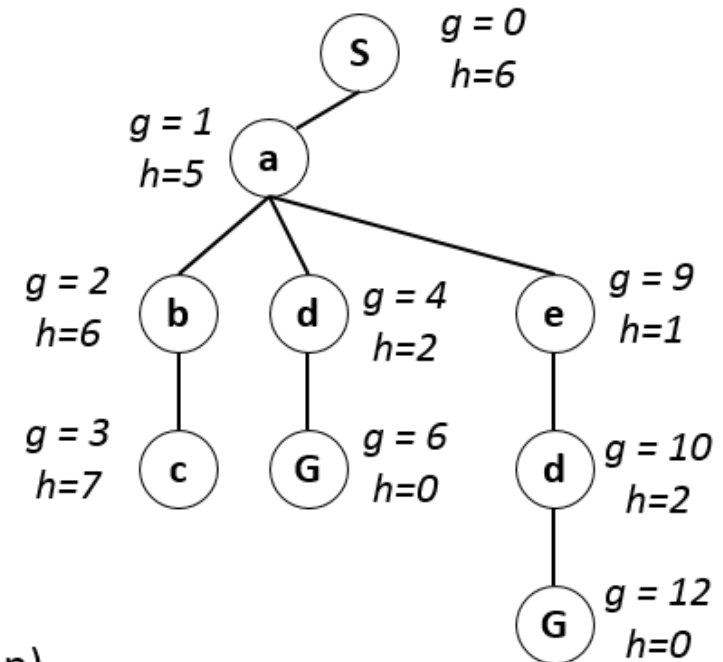 S
g = 0
h=6
g = 1
h=5
a
g = 2
h=6
b
d
g = 4
h=2
e
g = 9
h=1
g = 3
h=7
c
G
g = 6
h=0
d
g = 10
h=2
G
g = 12
h=0